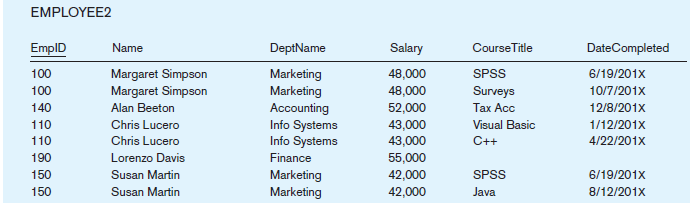 EMPLOYEE2
EmpID Name DeptName Salary CourseTitle DateCompleted
100 Margaret Simpson Marketing 48,000 SPSS 6/19/201X
100 Margaret Simpson Marketing 48,000 Surveys 10/7/201X
140 Alan Beeton Accounting 52,000 Tax Acc 12/8/201X
110 Chris Lucero Info Systems 43,000 Visual Basic 1/12/201X
110 Chris Lucero Info Systems 43,000 C++ 4/22/201X
190 Lorenzo Davis Finance 55,000
150 Susan Martin Marketing 42,000 SPSS 6/19/201X
150 Susan Martin Marketing 42,000 Java 8/12/201X